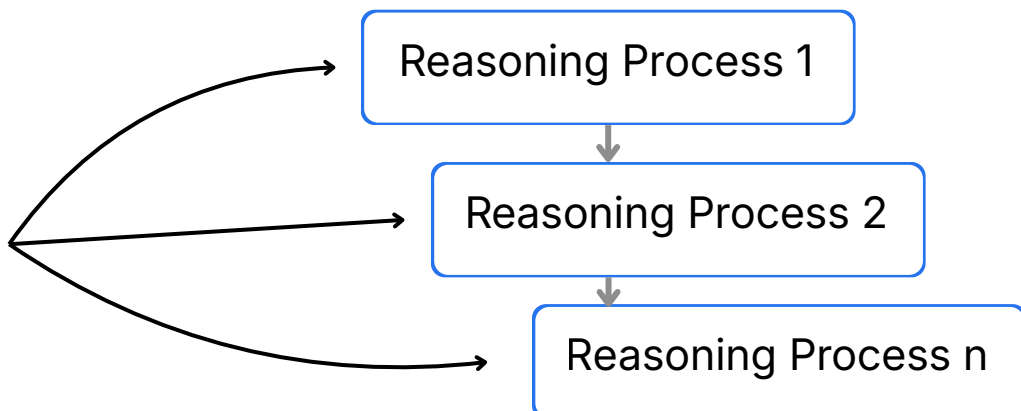 Reasoning Process 1
Reasoning Process 2
Reasoning Process n